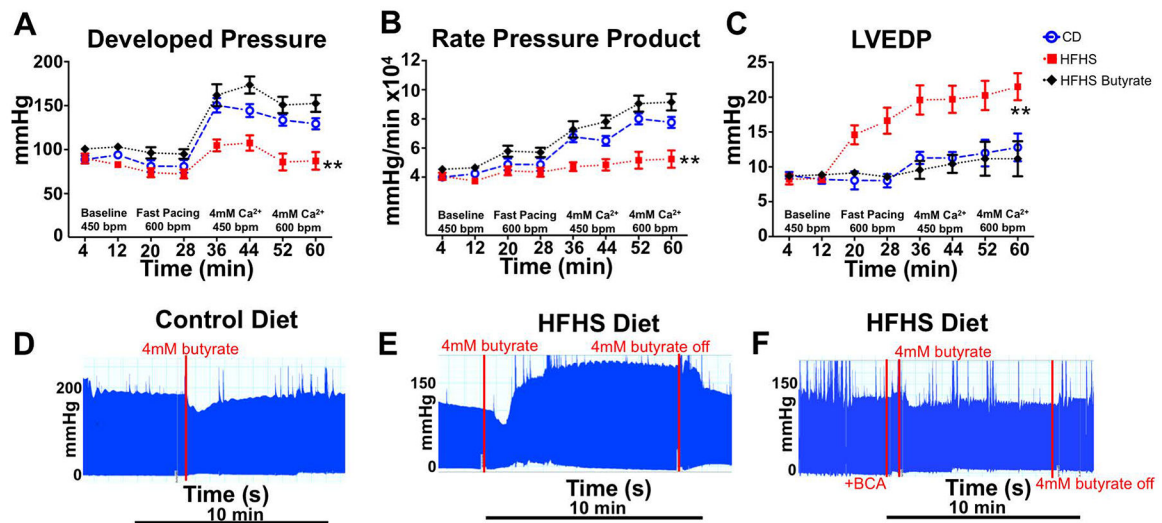 A
Developed Pressure
mmHg
200
150
100
50
0
Baseline 450 bpm
Fast Pacing 600 bpm
4mM Ca²⁺ 450 bpm
4mM Ca²⁺ 600 bpm
**
4 12 20 28 36 44 52 60
Time (min)
B
Rate Pressure Product
mmHg/min x10⁴
12
10
8
6
4
Baseline 450 bpm
Fast Pacing 600 bpm
4mM Ca²⁺ 450 bpm
4mM Ca²⁺ 600 bpm
**
4 12 20 28 36 44 52 60
Time (min)
C
LVEDP
mmHg
25
20
15
10
5
0
Baseline 450 bpm
Fast Pacing 600 bpm
4mM Ca²⁺ 450 bpm
4mM Ca²⁺ 600 bpm
**
4 12 20 28 36 44 52 60
Time (min)
CD
HFHS
HFHS Butyrate
D
Control Diet
4mM butyrate
200
mmHg
0
Time (s)
10 min
E
HFHS Diet
4mM butyrate
4mM butyrate off
150
mmHg
0
Time (s)
10 min
F
HFHS Diet
4mM butyrate
150
mmHg
0
+BCA
Time (s)
4mM butyrate off
10 min